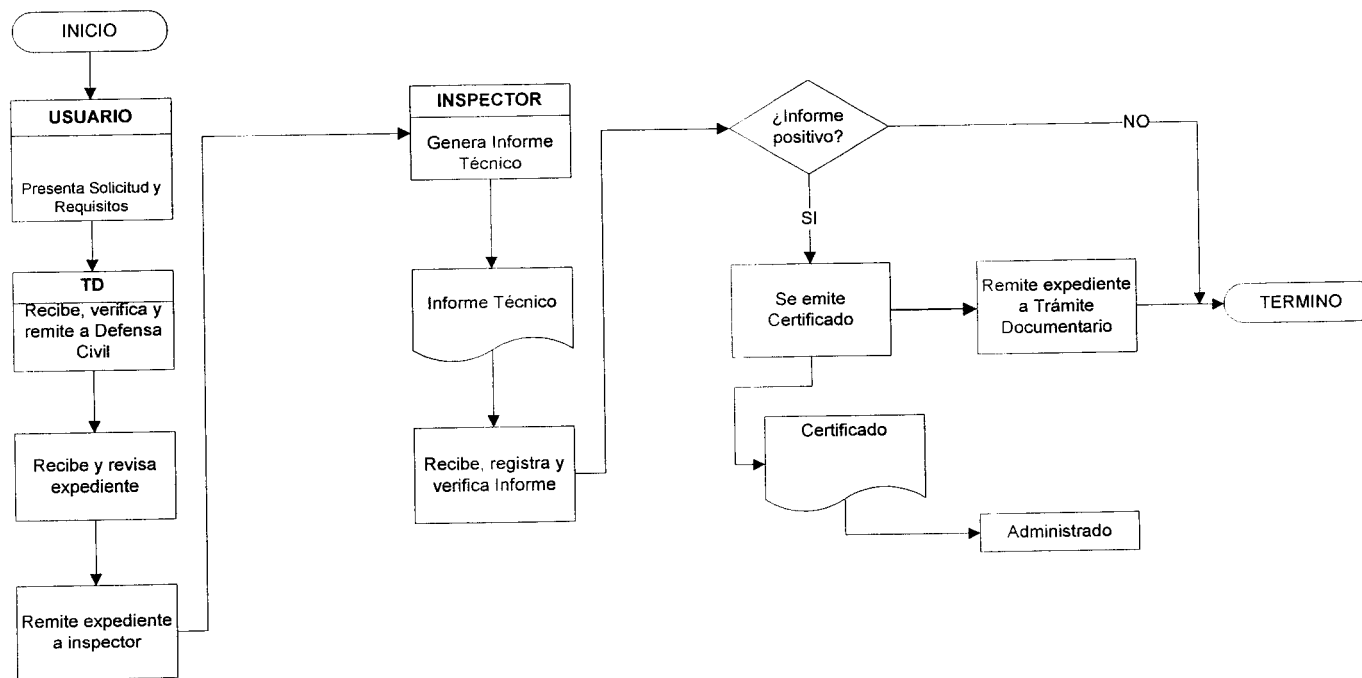 INICIO
USUARIO
Presenta Solicitud y
Requisitos
TD
Recibe, verifica y
remite a Defensa
Civil
Recibe y revisa
expediente
Remite expediente
a inspector
INSPECTOR
Genera Informe
Técnico
Informe Técnico
Recibe, registra y
verifica Informe
¿Informe
positivo?
NO
SI
Se emite
Certificado
Remite expediente
a Trámite
Documentario
TERMINO
Certificado
Administrado